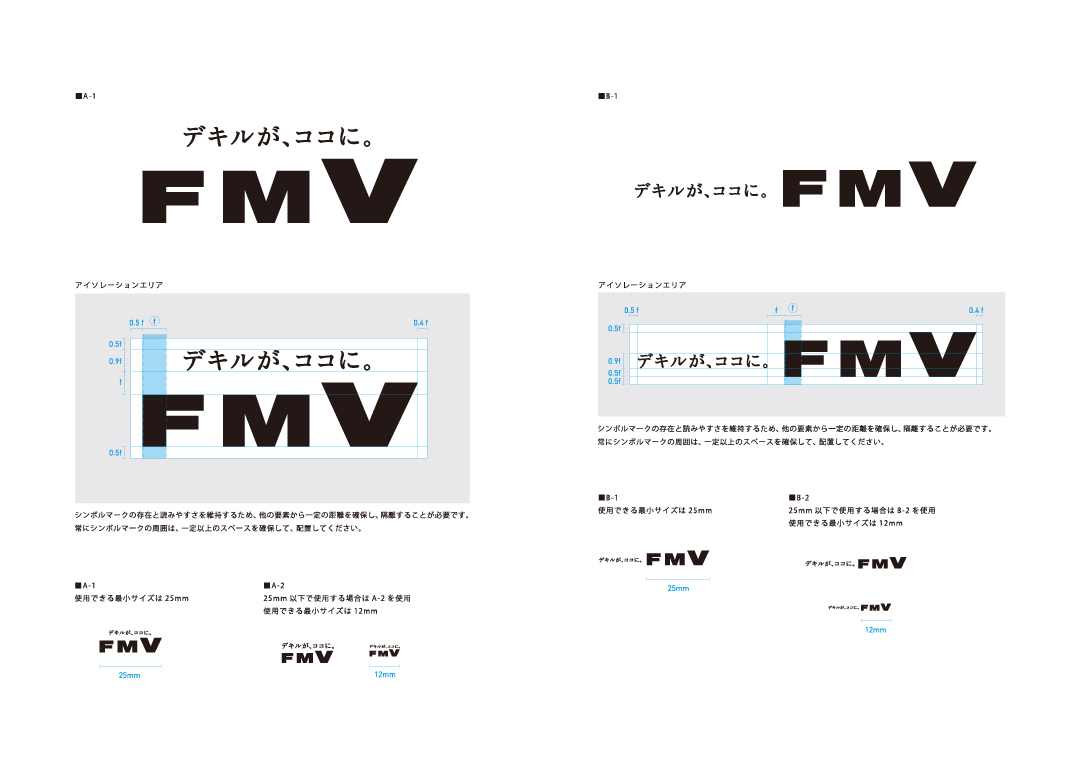 ■A-1
デキルが、ココに。
FMV
アイソレーションエリア
0.5 f
f
0.4 f
0.5f
0.9f
f
0.5f
デキルが、ココに。
FMV
シンボルマークの存在と読みやすさを維持するため、他の要素から一定の距離を確保し、隔離することが必要です。
常にシンボルマークの周囲は、一定以上のスペースを確保して、配置してください。
■A-1
使用できる最小サイズは 25mm
デキルが、ココに。
FMV
25mm
■A-2
25mm 以下で使用する場合は A-2 を使用
使用できる最小サイズは 12mm
デキルが、ココに。
FMV
デキルが、ココに。
FMV
12mm
■B-1
デキルが、ココに。 FMV
アイソレーションエリア
0.5 f
f
f
0.4 f
0.5f
0.9f
0.5f
0.5f
デキルが、ココに。 FMV
シンボルマークの存在と読みやすさを維持するため、他の要素から一定の距離を確保し、隔離することが必要です。
常にシンボルマークの周囲は、一定以上のスペースを確保して、配置してください。
■B-1
使用できる最小サイズは 25mm
デキルが、ココに。 FMV
25mm
■B-2
25mm 以下で使用する場合は B-2 を使用
使用できる最小サイズは 12mm
デキルが、ココに。 FMV
デキルが、ココに。 FMV
12mm